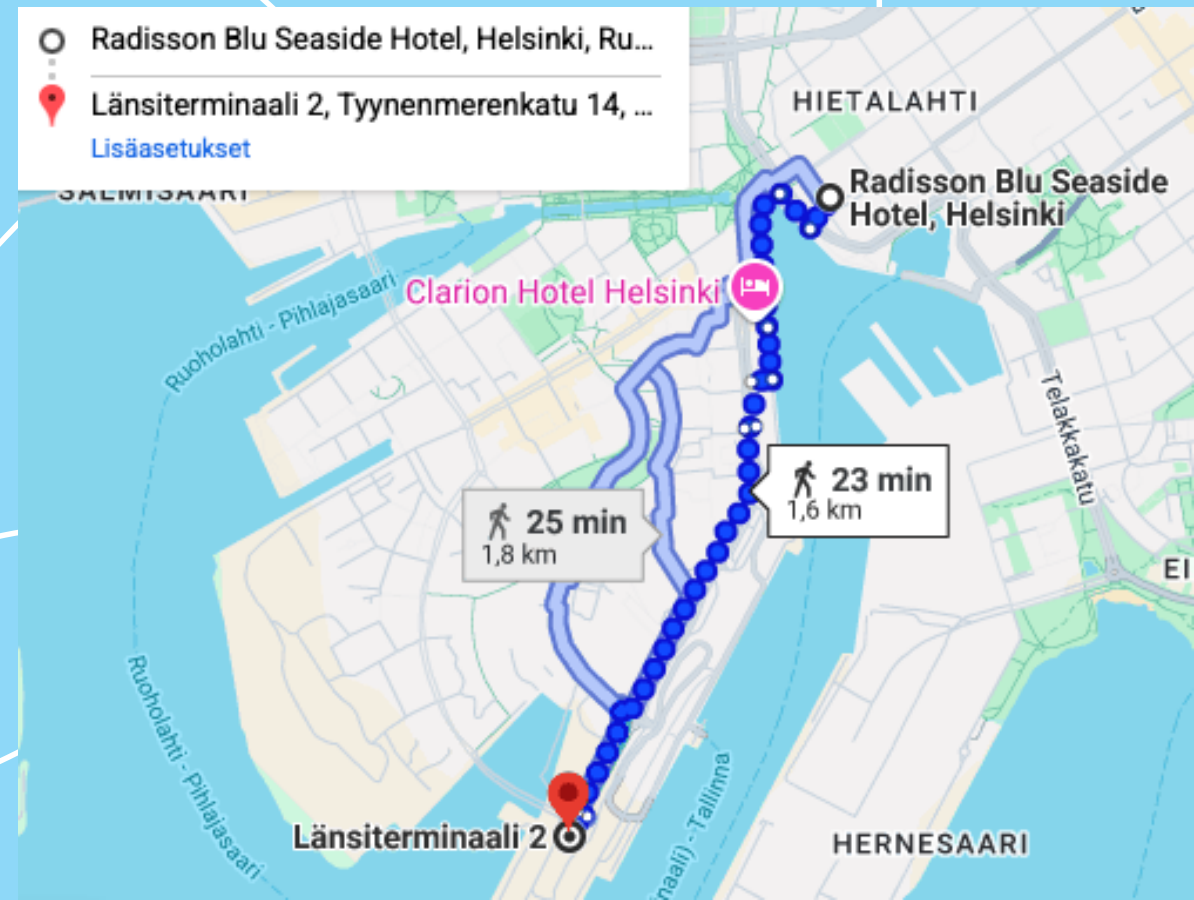 Radisson Blu Seaside Hotel, Helsinki, Ru...
Länsiterminaali 2, Tyynenmerenkatu 14, ...
Lisäasetukset
SALMISAARI
HIETALAHTI
Radisson Blu Seaside
Hotel, Helsinki
Clarion Hotel Helsinki
Ruoholahti - Pihlajasaari
Telakkakatu
23 min
1,6 km
25 min
1,8 km
EI
Ruoholahti - Pihlajasaari
Länsiterminaali 2
HERNESAARI
naali) - Tallinna